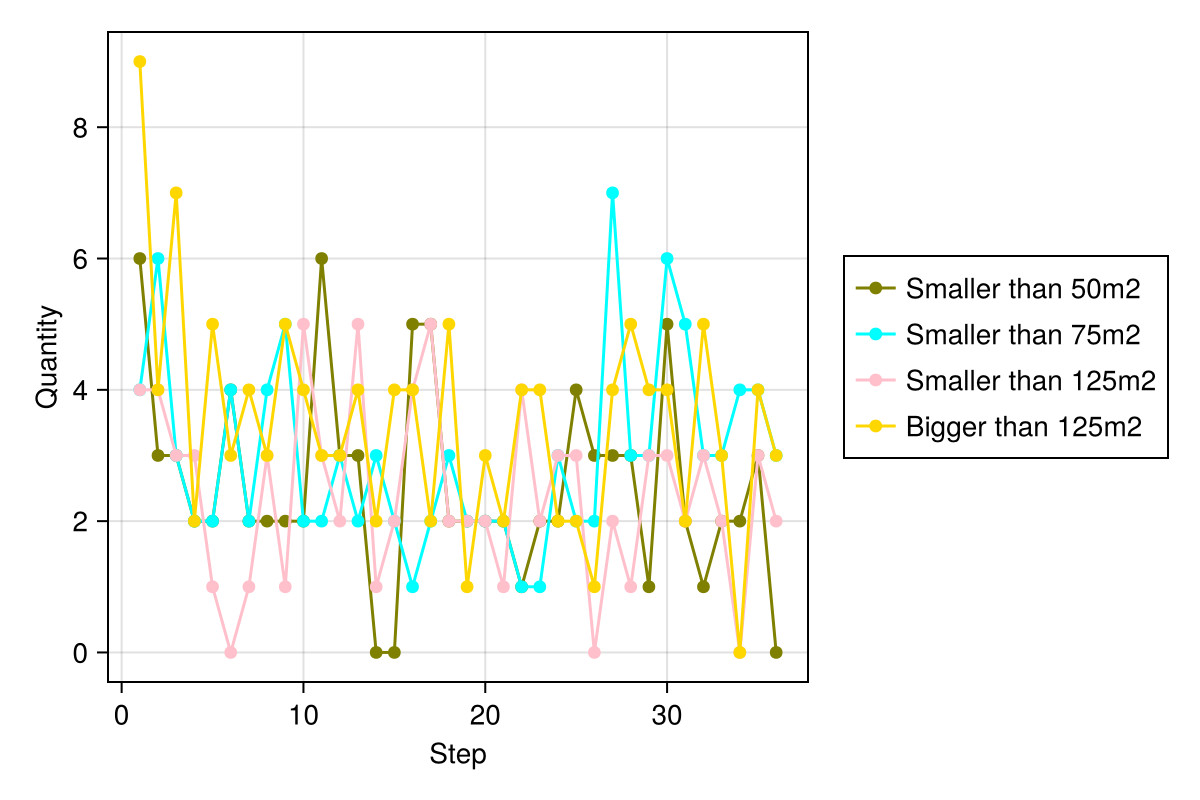 8
6
4
2
0
Quantity
0 10 20 30
Step
Smaller than 50m2
Smaller than 75m2
Smaller than 125m2
Bigger than 125m2